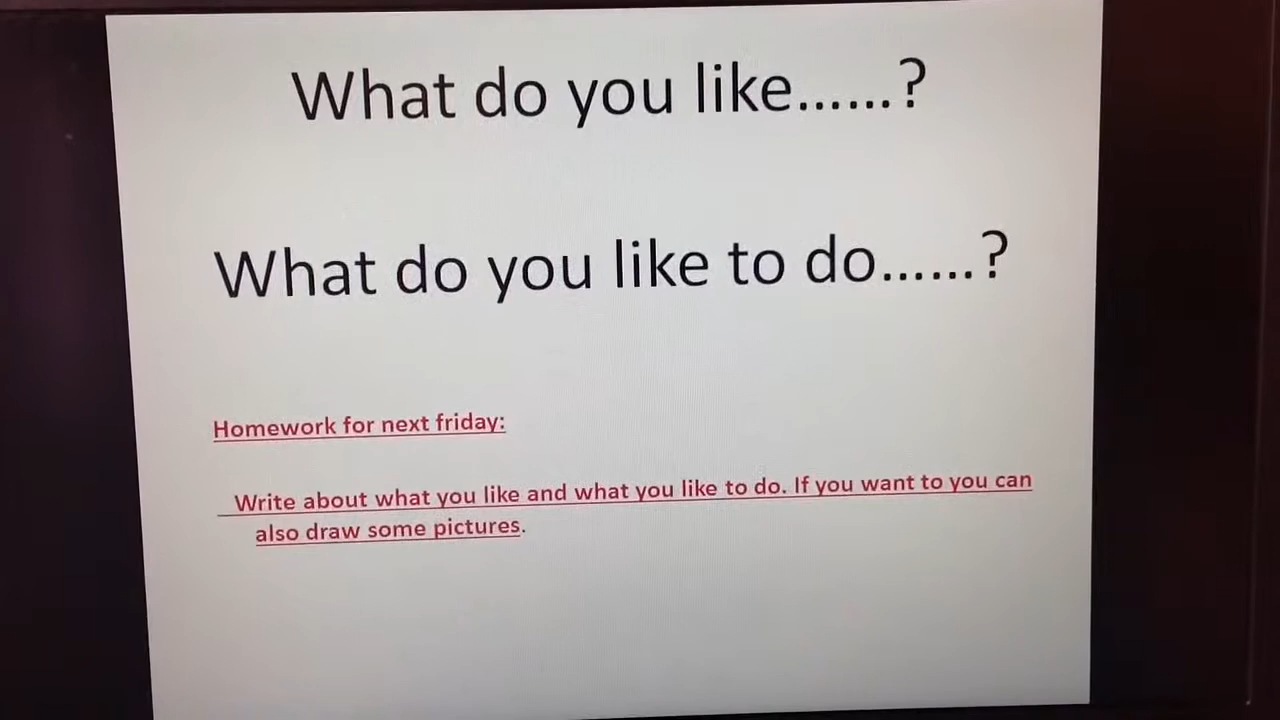 What do you like......?
What do you like to do......?
Homework for next friday:
Write about what you like and what you like to do. If you want to you can
also draw some pictures.